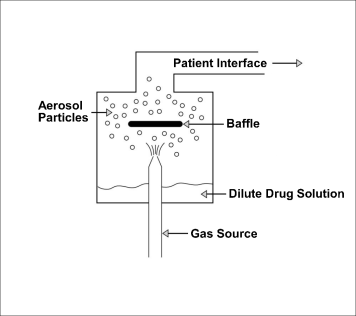 Patient Interface
Aerosol
Particles
Baffle
Dilute Drug Solution
Gas Source